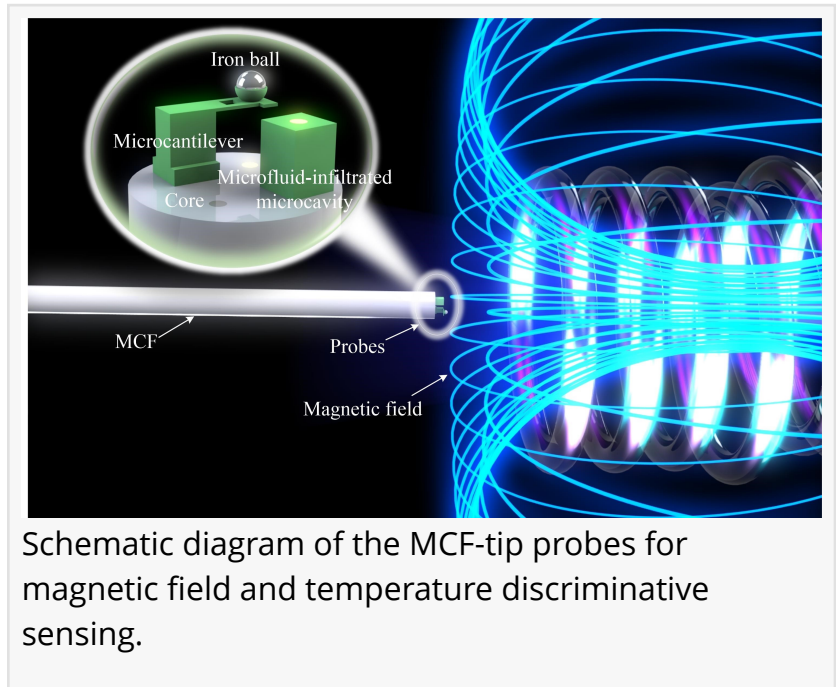 Iron ball
Microcantilever
Microfluid-infiltrated
microcavity
Core
MCF
Probes
Magnetic field
Schematic diagram of the MCF-tip probes for
magnetic field and temperature discriminative
sensing.